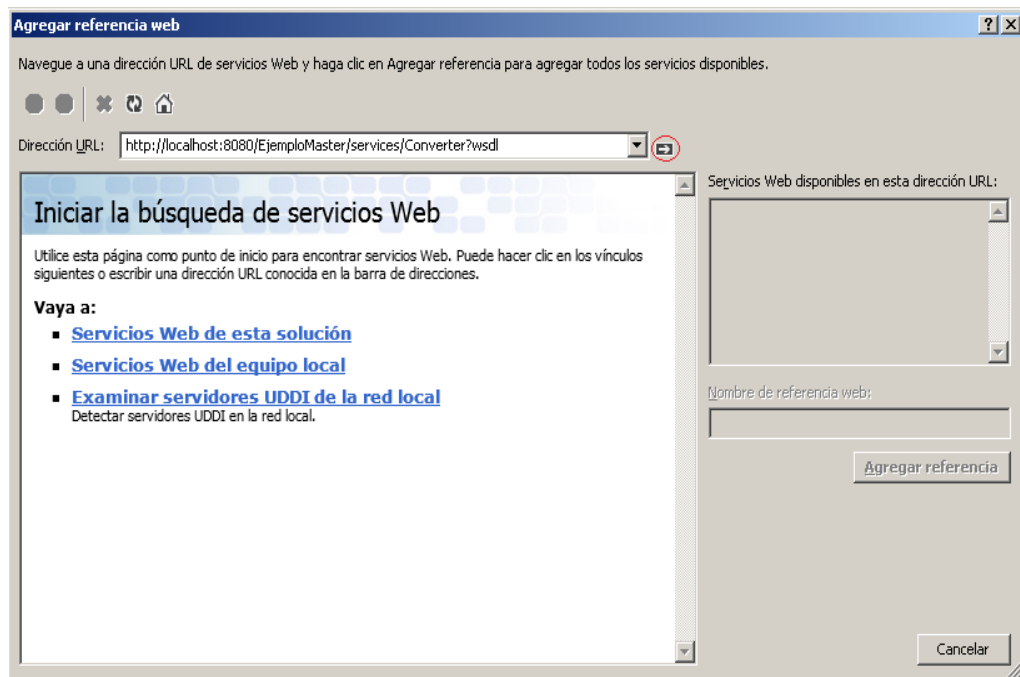 Agregar referencia web
Navegue a una dirección URL de servicios Web y haga clic en Agregar referencia para agregar todos los servicios disponibles.
Dirección URL: http://localhost:8080/EjemploMaster/services/Converter?wsdl
Iniciar la búsqueda de servicios Web
Utilice esta página como punto de inicio para encontrar servicios Web. Puede hacer clic en los vínculos
siguientes o escribir una dirección URL conocida en la barra de direcciones.
Vaya a:
Servicios Web de esta solución
Servicios Web del equipo local
Examinar servidores UDDI de la red local
Detectar servidores UDDI en la red local.
Servicios Web disponibles en esta dirección URL:
Nombre de referencia web:
Agregar referencia
Cancelar